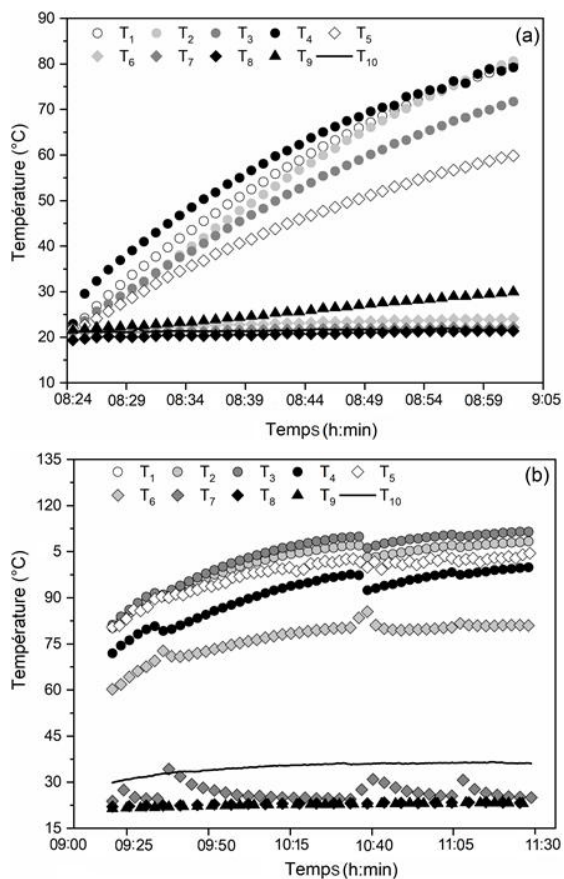 90
(a)
T1 T2 T3 T4 T5
80
T6 T7 T8 T9 T10
70
60
50
40
30
20
10
Température (°C)
08:24 08:29 08:34 08:39 08:44 08:49 08:54 08:59 9:05
Temps (h:min)
135
(b)
T1 T2 T3 T4 T5
120
T6 T7 T8 T9 T10
5
90
75
60
45
30
15
Température (°C)
09:00 09:25 09:50 10:15 10:40 11:05 11:30
Temps (h:min)